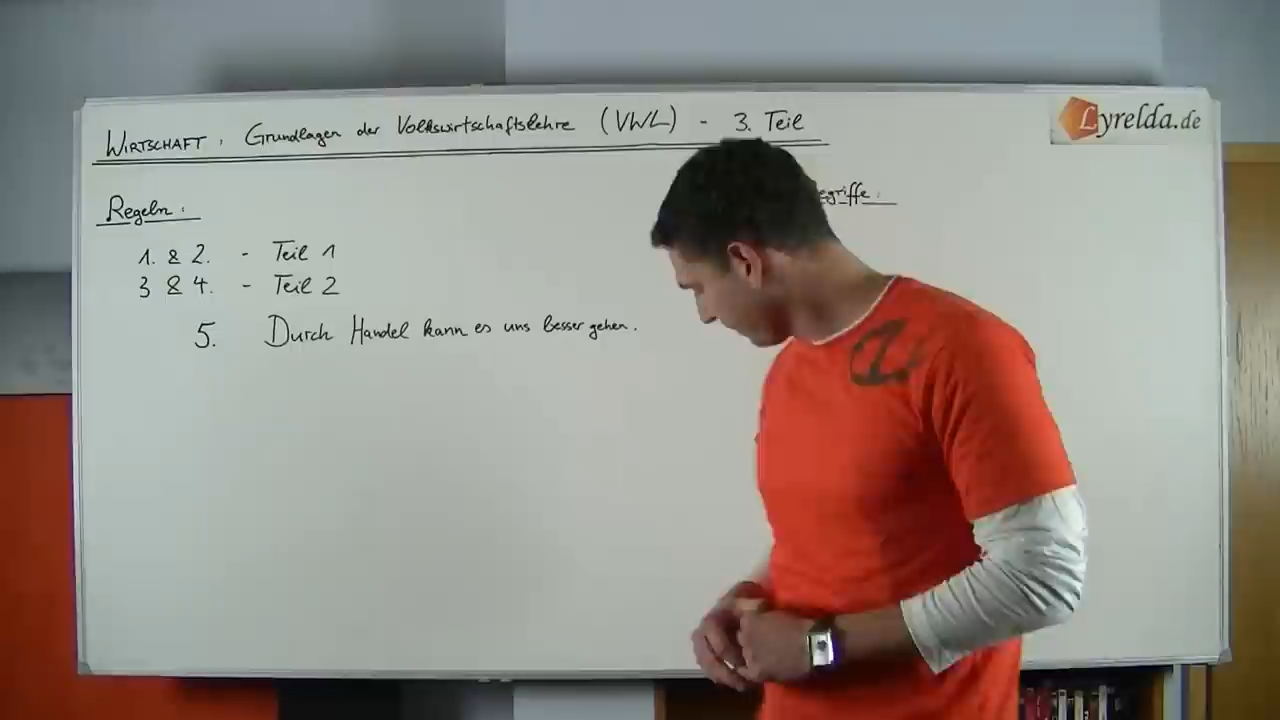 WIRTSCHAFT: Grundlagen der Volkswirtschaftslehre (VWL) - 3. Teil
Lyrelda.de
Regeln:
egriffe:
1. & 2. - Teil 1
3 & 4. - Teil 2
5. Durch Handel kann es uns besser gehen.